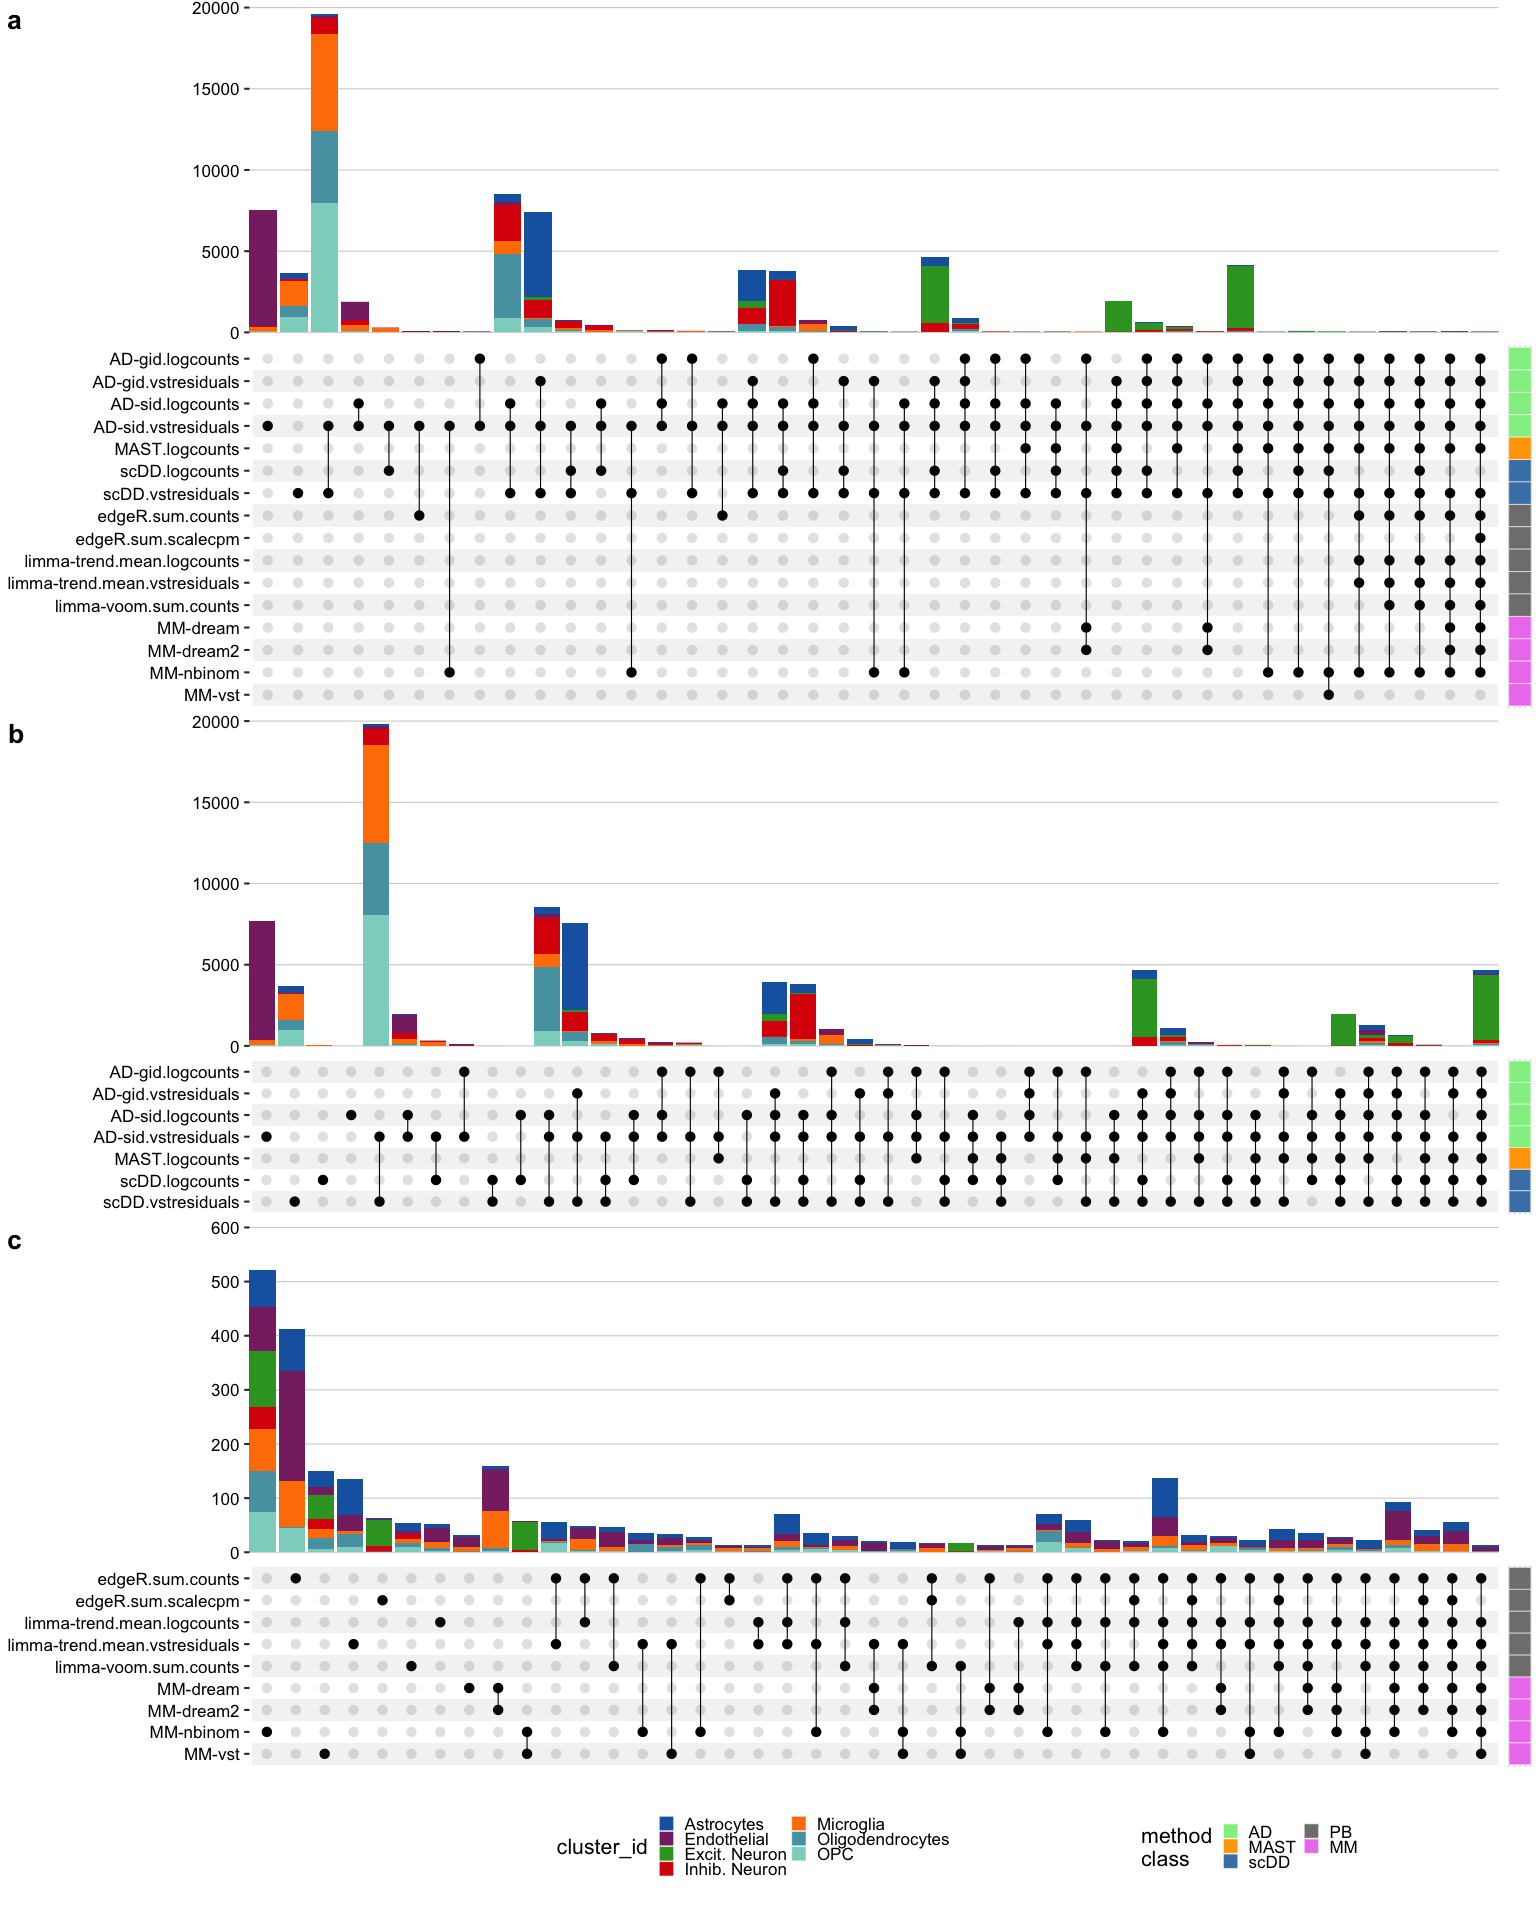 a
20000
15000
10000
5000
0
AD-gid.logcounts
AD-gid.vstresiduals
AD-sid.logcounts
AD-sid.vstresiduals
MAST.logcounts
scDD.logcounts
scDD.vstresiduals
edgeR.sum.counts
edgeR.sum.scalecpm
limma-trend.mean.logcounts
limma-trend.mean.vstresiduals
limma-voom.sum.counts
MM-dream
MM-dream2
MM-nbinom
MM-vst
b
20000
15000
10000
5000
0
AD-gid.logcounts
AD-gid.vstresiduals
AD-sid.logcounts
AD-sid.vstresiduals
MAST.logcounts
scDD.logcounts
scDD.vstresiduals
c
600
500
400
300
200
100
0
edgeR.sum.counts
edgeR.sum.scalecpm
limma-trend.mean.logcounts
limma-trend.mean.vstresiduals
limma-voom.sum.counts
MM-dream
MM-dream2
MM-nbinom
MM-vst
cluster_id
Astrocytes
Endothelial
Excit. Neuron
Inhib. Neuron
Microglia
Oligodendrocytes
OPC
method
class
AD
MAST
scDD
PB
MM